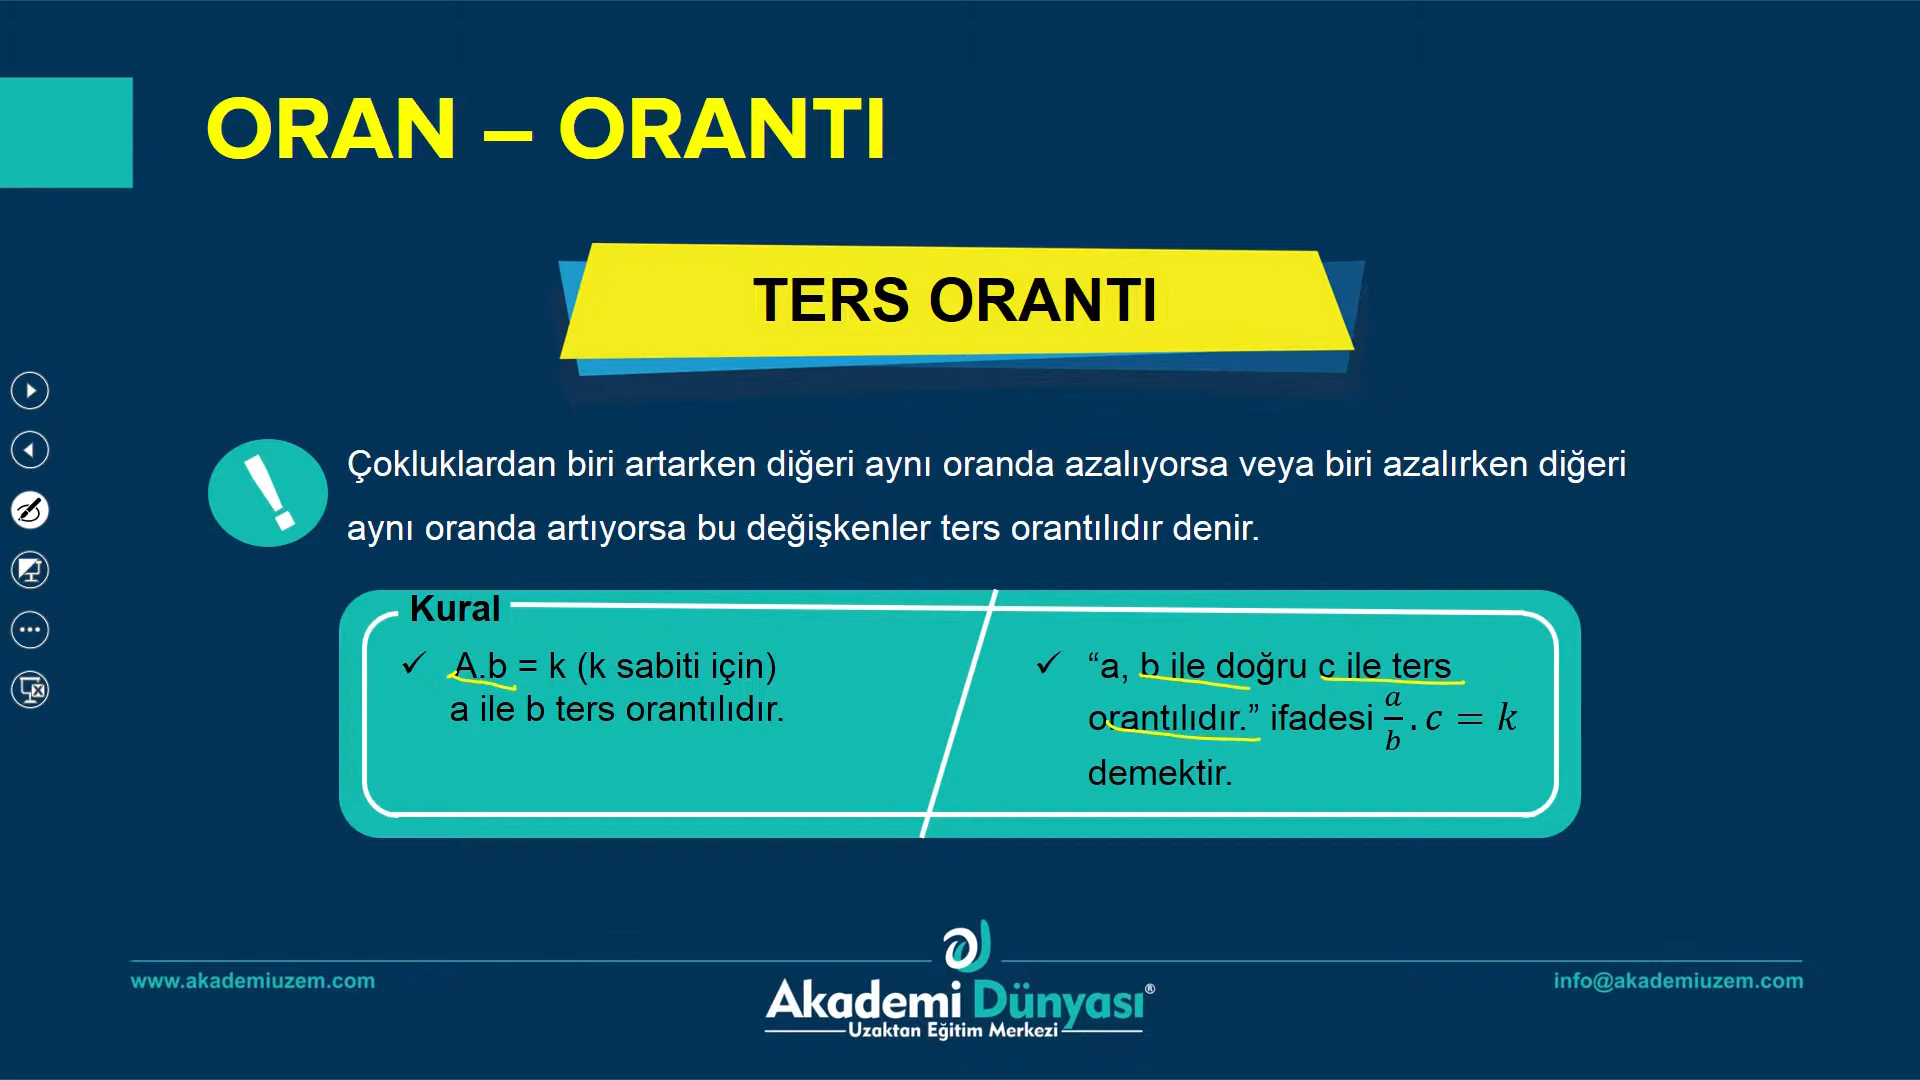 ORAN – ORANTI
TERS ORANTI
!
Çokluklardan biri artarken diğeri aynı oranda azalıyorsa veya biri azalırken diğeri
aynı oranda artıyorsa bu değişkenler ters orantılıdır denir.
Kural
✓ A.b = k (k sabiti için)
a ile b ters orantılıdır.
✓ “a, b ile doğru c ile ters
orantılıdır.” ifadesi a/b . c = k
demektir.
www.akademiuzem.com
Akademi Dünyası®
Uzaktan Eğitim Merkezi
info@akademiuzem.com